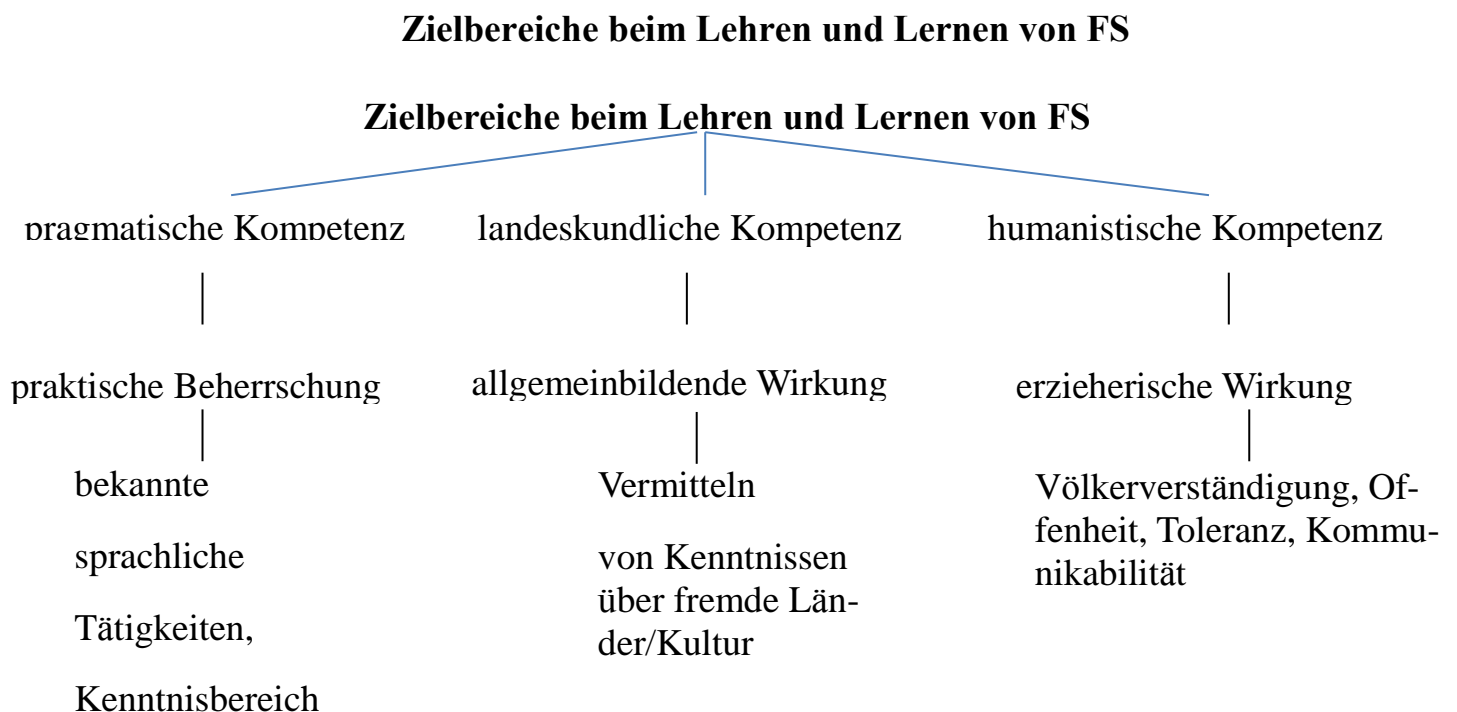 Zielbereiche beim Lehren und Lernen von FS
Zielbereiche beim Lehren und Lernen von FS
pragmatische Kompetenz
landeskundliche Kompetenz
humanistische Kompetenz
praktische Beherrschung
allgemeinbildende Wirkung
erzieherische Wirkung
bekannte
sprachliche
Tätigkeiten,
Kenntnisbereich
Vermitteln
von Kenntnissen
über fremde Län-
der/Kultur
Völkerverständigung, Of-
fenheit, Toleranz, Kommu-
nikabilität